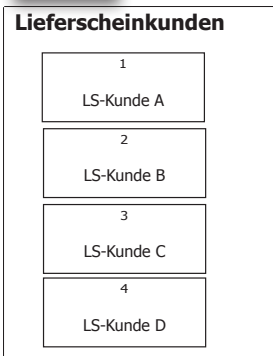 Lieferscheinkunden
1
LS-Kunde A
2
LS-Kunde B
3
LS-Kunde C
4
LS-Kunde D